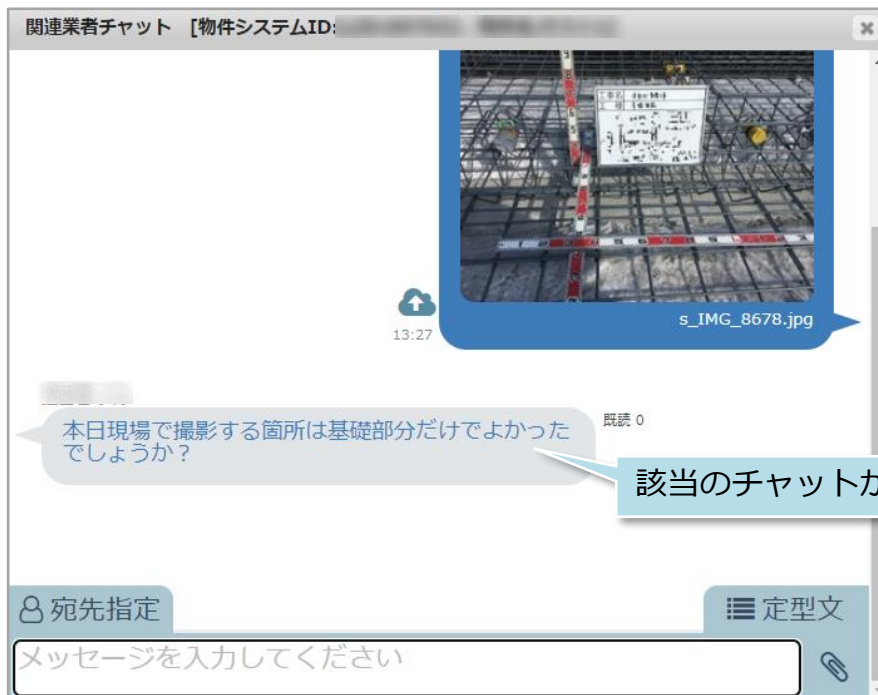 関連業者チャット [物件システムID:
工事名
s_IMG_8678.jpg
13:27
本日現場で撮影する箇所は基礎部分だけでよかった
でしょうか？
既読 0
該当のチャットが
宛先指定
定型文
メッセージを入力してください